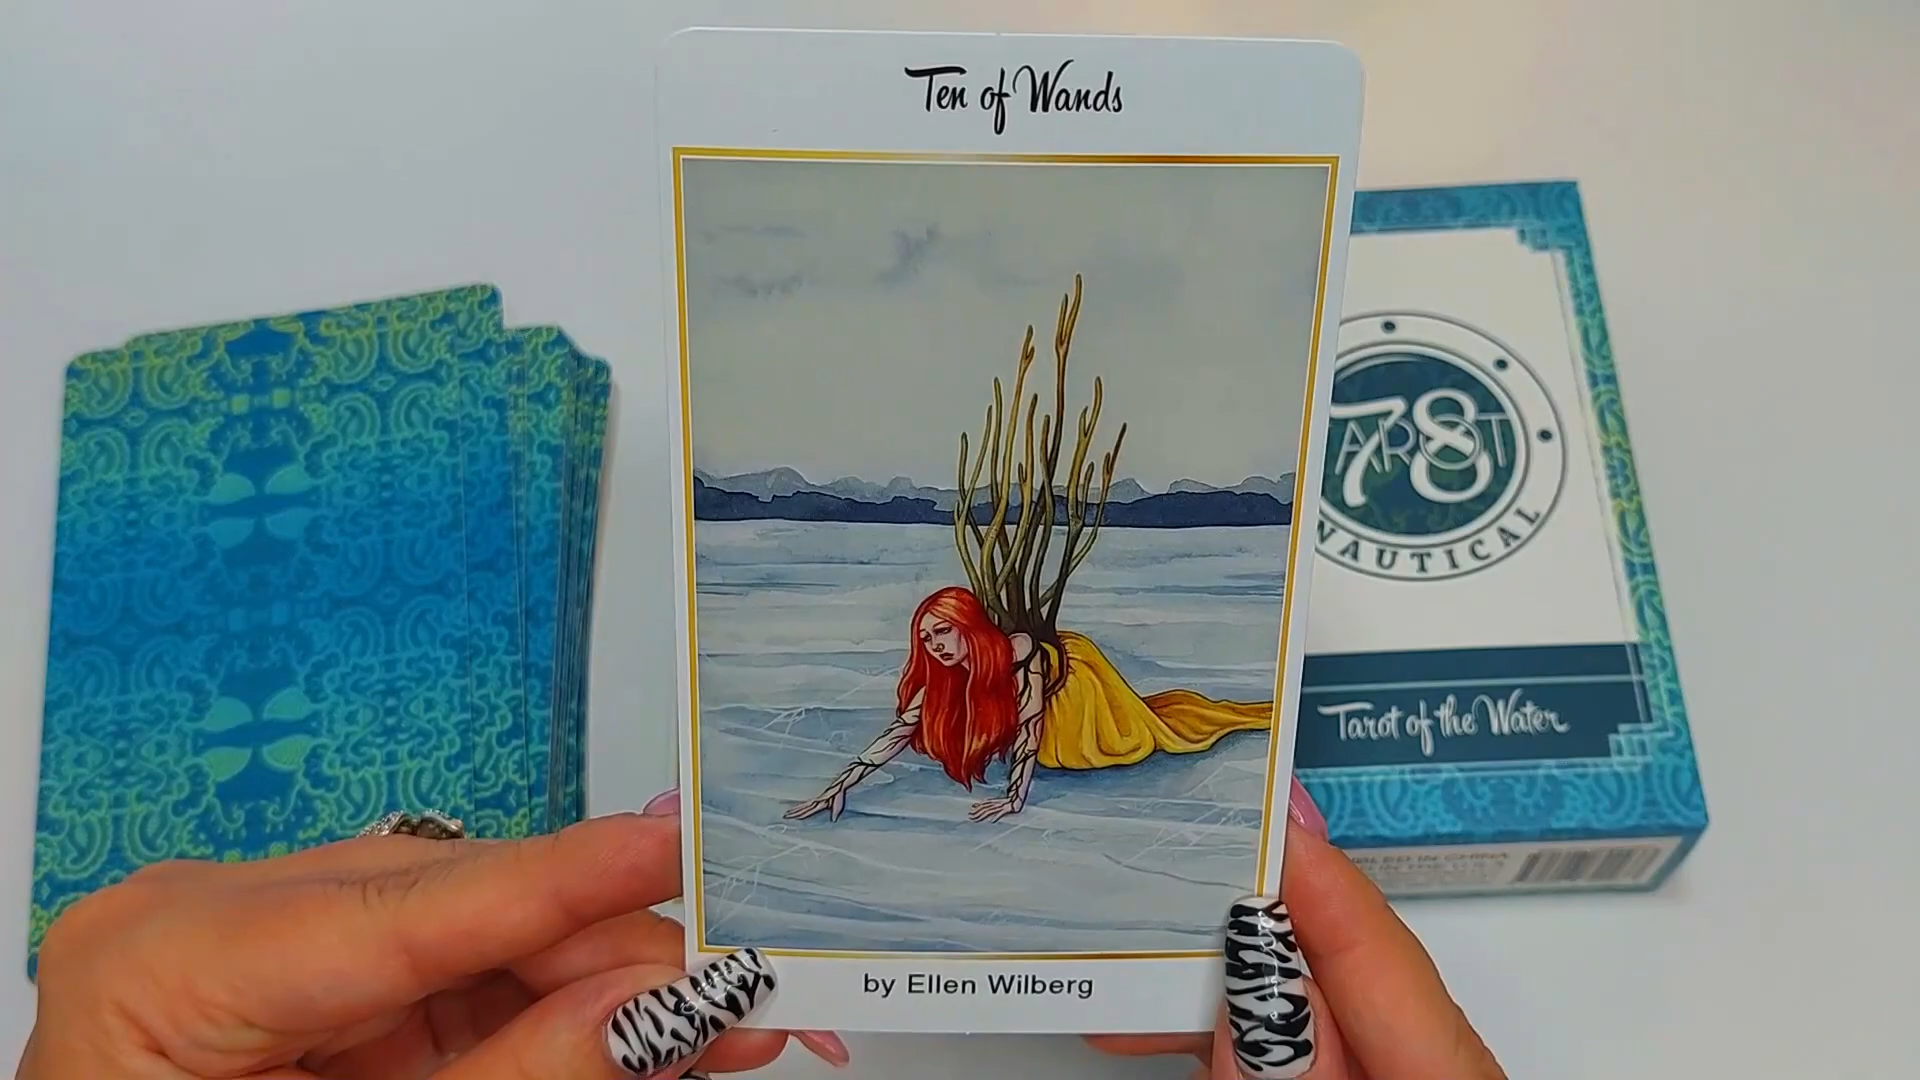 Ten of Wands
by Ellen Wilberg
78
TAROT
NAUTICAL
Tarot of the Water